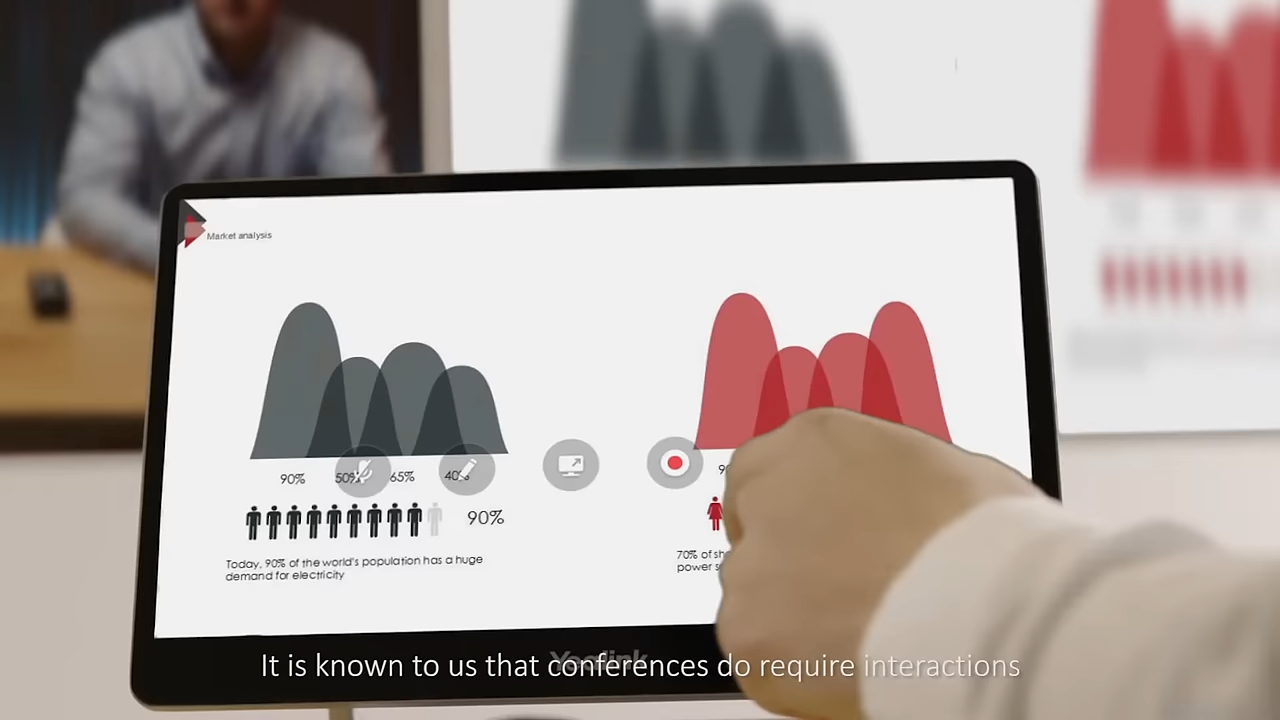 Market analysis
90% 50% 65% 40%
90%
Today, 90% of the world's population has a huge
demand for electricity
70% of
power
Yealink
It is known to us that conferences do require interactions